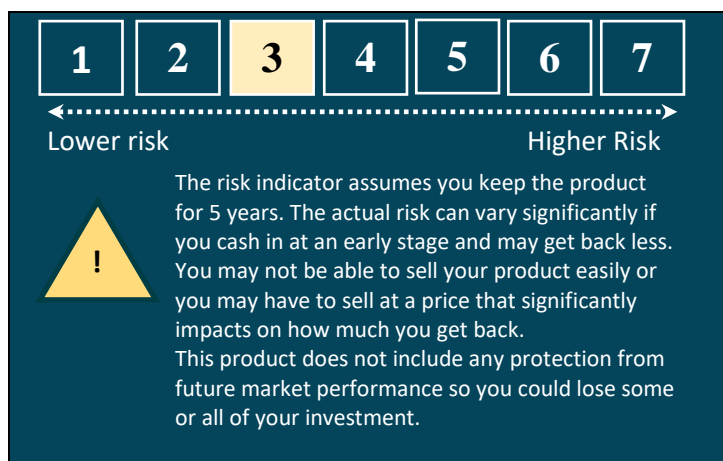 1 2 3 4 5 6 7
Lower risk Higher Risk
The risk indicator assumes you keep the product
for 5 years. The actual risk can vary significantly if
you cash in at an early stage and may get back less.
!
You may not be able to sell your product easily or
you may have to sell at a price that significantly
impacts on how much you get back.
This product does not include any protection from
future market performance so you could lose some
or all of your investment.